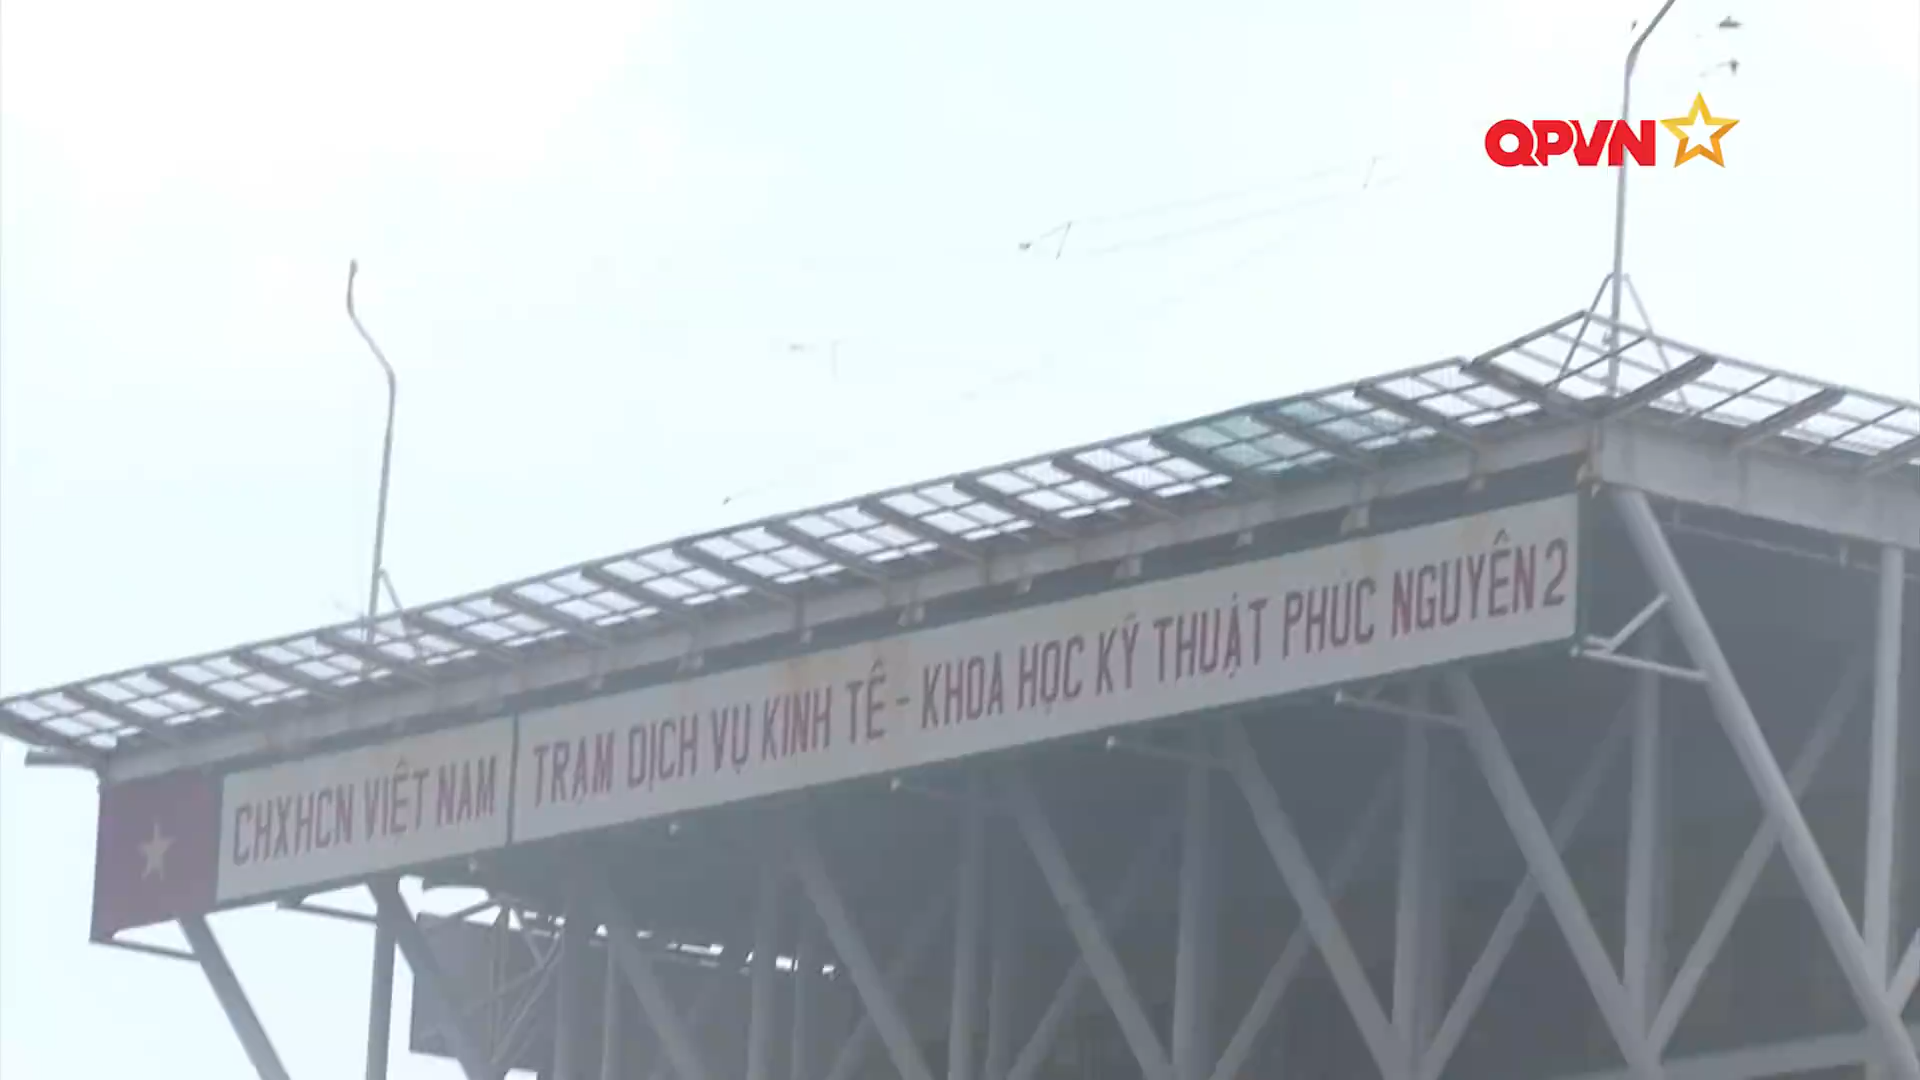 QPVN
CHXHCN VIỆT NAM
TRẠM DỊCH VỤ KINH TẾ - KHOA HỌC KỸ THUẬT PHÚC NGUYÊN 2